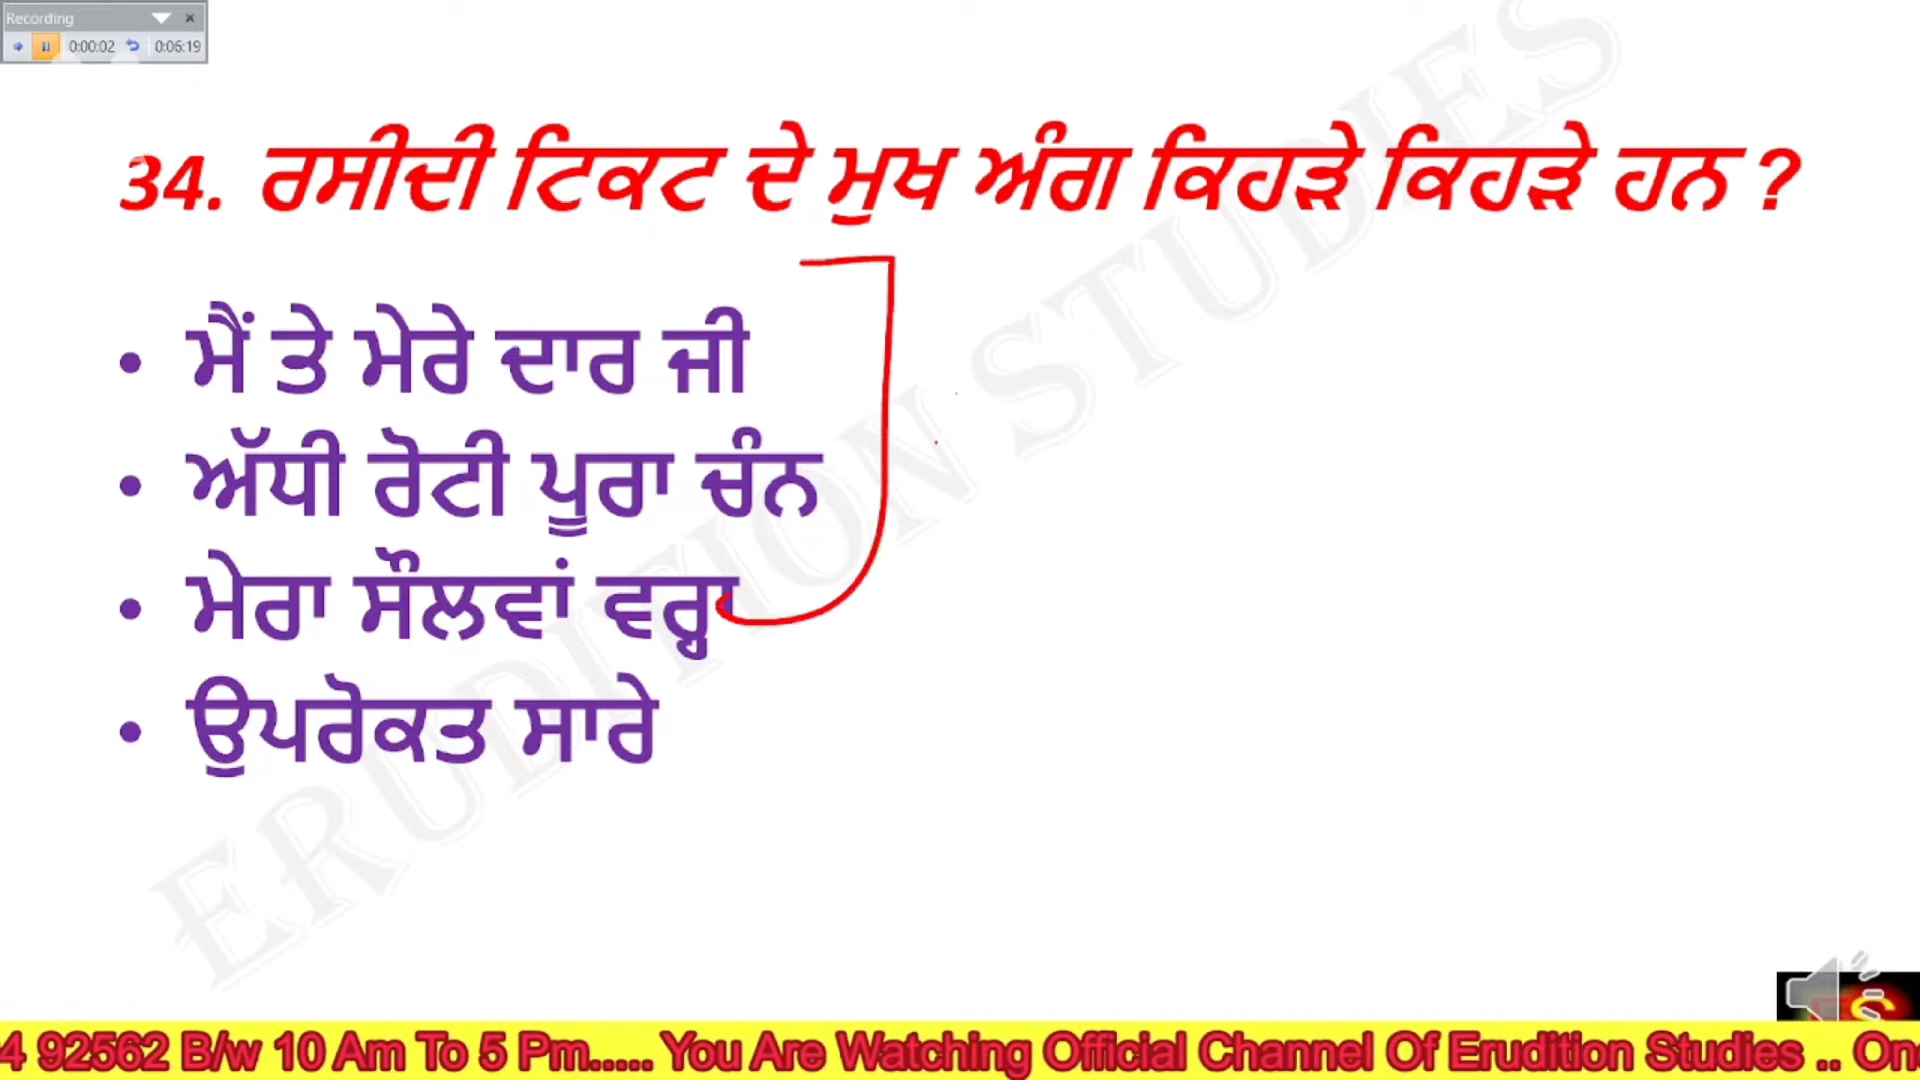 Recording
0:00:02 0:06:19
34. ਰਸੀਦੀ ਟਿਕਟ ਦੇ ਮੁਖ ਅੰਗ ਕਿਹੜੇ ਕਿਹੜੇ ਹਨ ?
• ਮੈਂ ਤੇ ਮੇਰੇ ਦਾਰ ਜੀ
• ਅੱਧੀ ਰੋਟੀ ਪੂਰਾ ਚੰਨ
• ਮੇਰਾ ਸੌਲਵਾਂ ਵਰ੍ਹਾ
• ਉਪਰੋਕਤ ਸਾਰੇ
ERUDITION STUDIES
4 92562 B/w 10 Am To 5 Pm..... You Are Watching Official Channel Of Erudition Studies ..